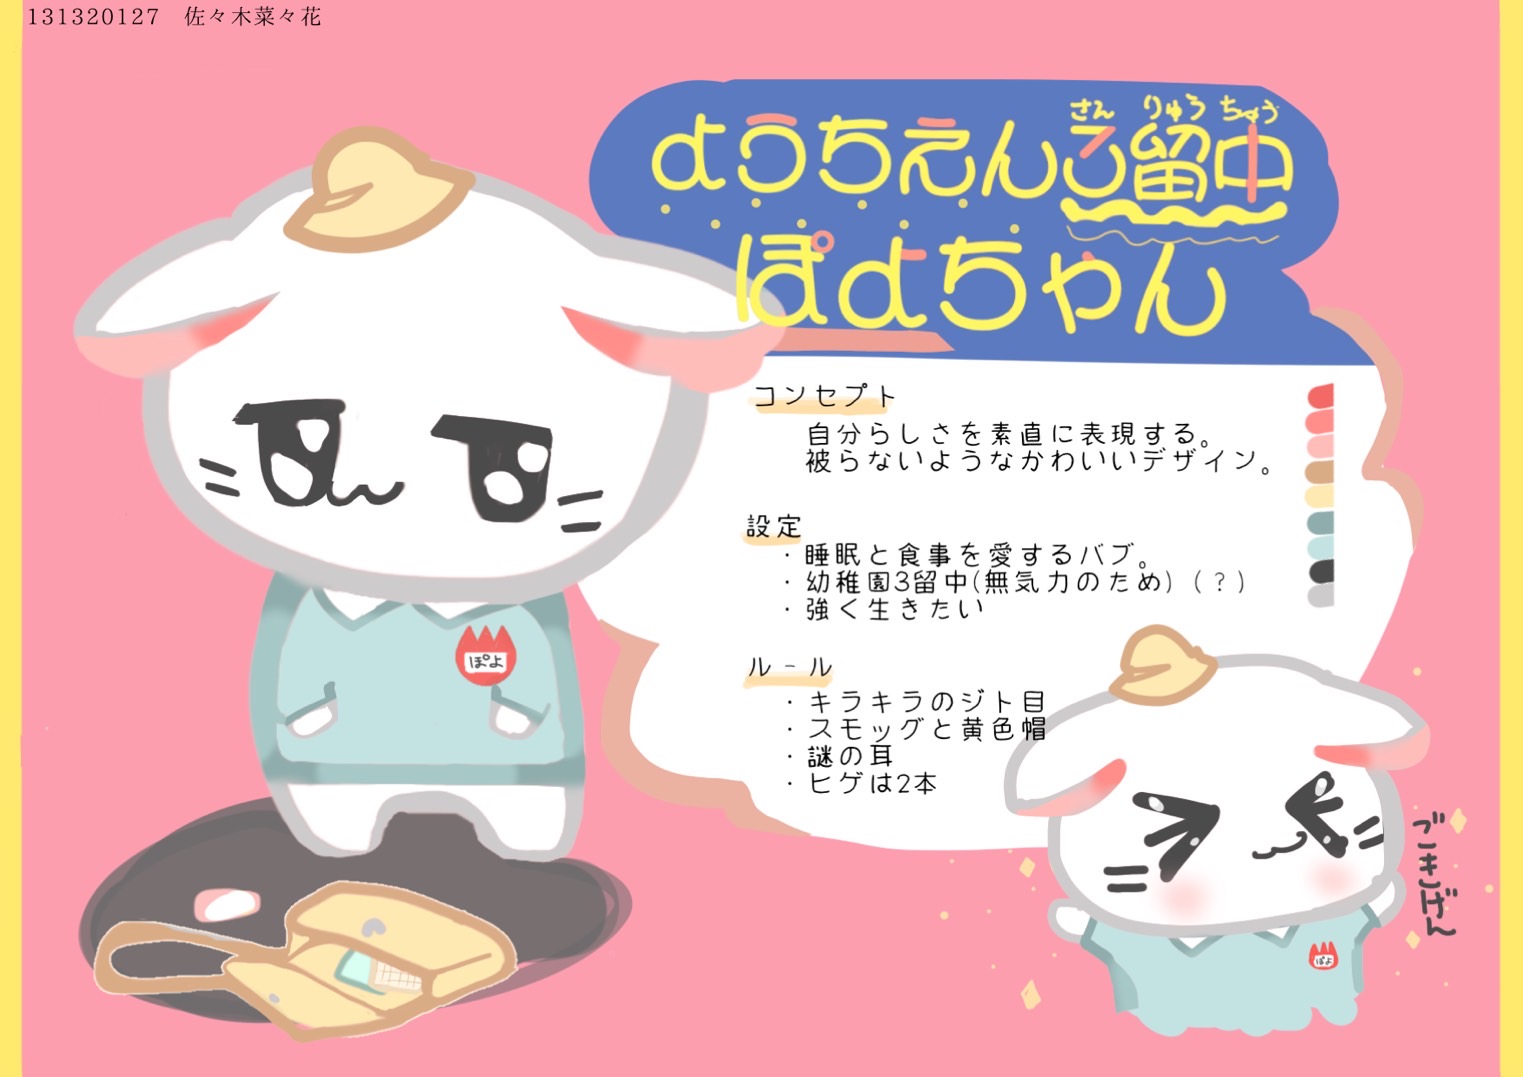 131320127　佐々木菜々花
さん りゅう ちゅう
ようちえん3留中
ぽよちゃん
コンセプト
自分らしさを素直に表現する。
被らないようなかわいいデザイン。
設定
・睡眠と食事を愛するバブ。
・幼稚園3留中(無気力のため)（？）
・強く生きたい
ルール
・キラキラのジト目
・スモッグと黄色帽
・謎の耳
・ヒゲは2本
ぽよ
ごきげん
ぽよ